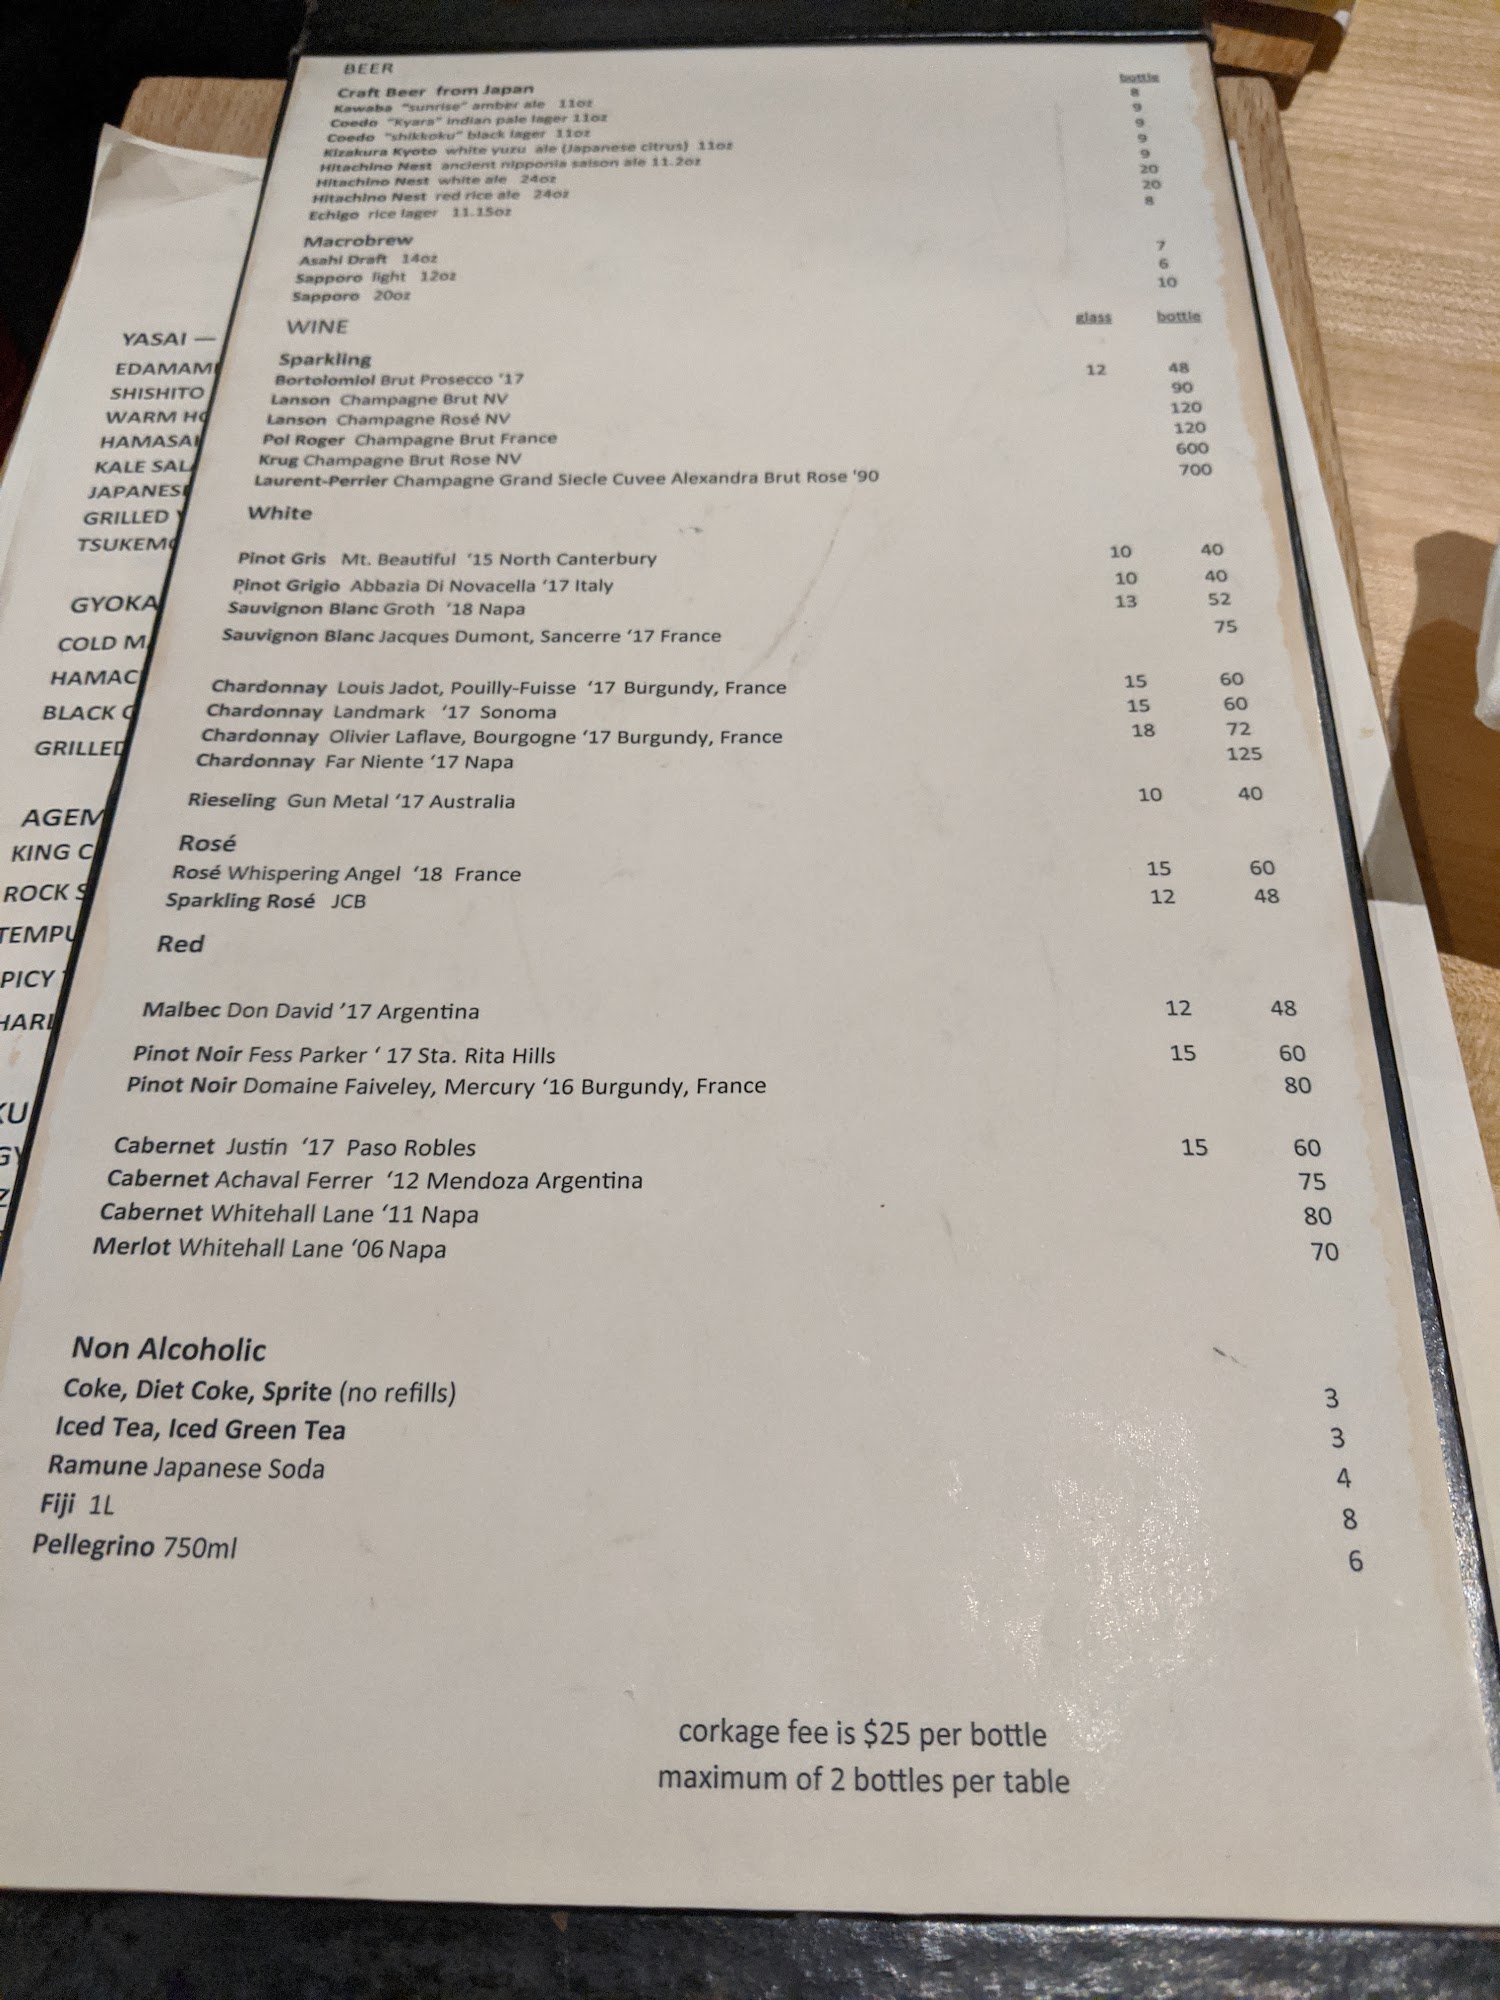 BEER
bottle
Craft Beer from Japan
Kawaba "sunrise" amber ale 11oz 8
Coedo "Kyara" indian pale lager 11oz 9
Coedo "shikkoku" black lager 11oz 9
Kizakura Kyoto white yuzu ale (Japanese citrus) 11oz 9
Hitachino Nest ancient nipponia saison ale 11.2oz 9
Hitachino Nest white ale 24oz 20
Hitachino Nest red rice ale 24oz 20
Echigo rice lager 11.15oz 8
Macrobrew
Asahi Draft 14oz 7
Sapporo light 12oz 6
Sapporo 20oz 10
WINE glass bottle
Sparkling
Bortolomiol Brut Prosecco '17 12 48
Lanson Champagne Brut NV 90
Lanson Champagne Rosé NV 120
Pol Roger Champagne Brut France 120
Krug Champagne Brut Rose NV 600
Laurent-Perrier Champagne Grand Siecle Cuvee Alexandra Brut Rose '90 700
White
Pinot Gris Mt. Beautiful '15 North Canterbury 10 40
Pinot Grigio Abbazia Di Novacella '17 Italy 10 40
Sauvignon Blanc Groth '18 Napa 13 52
Sauvignon Blanc Jacques Dumont, Sancerre '17 France 75
Chardonnay Louis Jadot, Pouilly-Fuisse '17 Burgundy, France 15 60
Chardonnay Landmark '17 Sonoma 15 60
Chardonnay Olivier Laflave, Bourgogne '17 Burgundy, France 18 72
Chardonnay Far Niente '17 Napa 125
Rieseling Gun Metal '17 Australia 10 40
Rosé
Rosé Whispering Angel '18 France 15 60
Sparkling Rosé JCB 12 48
Red
Malbec Don David '17 Argentina 12 48
Pinot Noir Fess Parker ' 17 Sta. Rita Hills 15 60
Pinot Noir Domaine Faiveley, Mercury '16 Burgundy, France 80
Cabernet Justin '17 Paso Robles 15 60
Cabernet Achaval Ferrer '12 Mendoza Argentina 75
Cabernet Whitehall Lane '11 Napa 80
Merlot Whitehall Lane '06 Napa 70
Non Alcoholic
Coke, Diet Coke, Sprite (no refills) 3
Iced Tea, Iced Green Tea 3
Ramune Japanese Soda 4
Fiji 1L 8
Pellegrino 750ml 6
corkage fee is $25 per bottle
maximum of 2 bottles per table
YASAI —
EDAMAM
SHISHITO
WARM
HAMASA
KALE SAL
JAPANES
GRILLED
TSUKEM
GYOKA
COLD M
HAMAC
BLACK
GRILLED
AGEM
KING C
ROCK S
TEMPU
PICY
HARI
KU
GY
Z